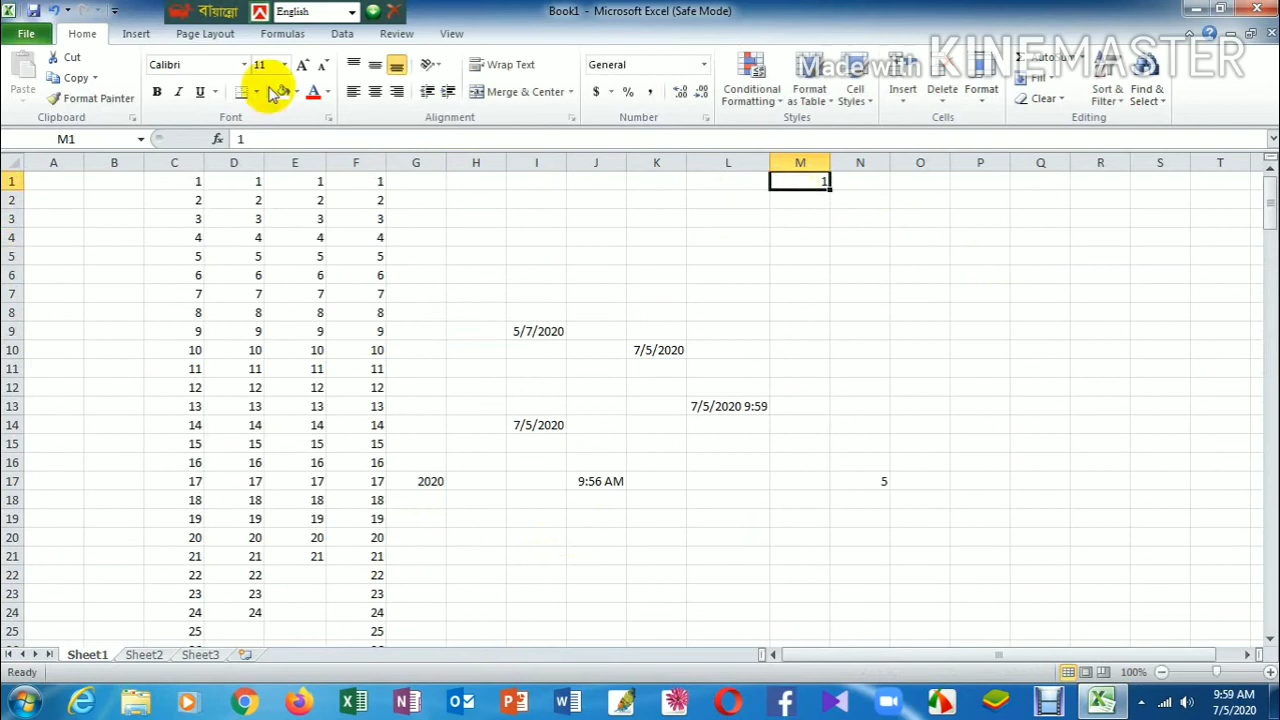 বায়ান্নো English Book1 - Microsoft Excel (Safe Mode)
File Home Insert Page Layout Formulas Data Review View
Made with KINEMASTER
Cut Calibri 11 Wrap Text General AutoSum
Copy Fill
Paste Format Painter B I U A Merge & Center $ % , Conditional Formatting Format as Table Cell Styles Insert Delete Format Clear Sort & Filter Find & Select
Clipboard Font Alignment Number Styles Cells Editing
M1 fx 1
A B C D E F G H I J K L M N O P Q R S T
1 1 1 1 1 1
2 2 2 2 2
3 3 3 3 3
4 4 4 4 4
5 5 5 5 5
6 6 6 6 6
7 7 7 7 7
8 8 8 8 8
9 9 9 9 9 5/7/2020
10 10 10 10 10 7/5/2020
11 11 11 11 11
12 12 12 12 12
13 13 13 13 13 7/5/2020 9:59
14 14 14 14 14 7/5/2020
15 15 15 15 15
16 16 16 16 16
17 17 17 17 17 2020 9:56 AM 5
18 18 18 18 18
19 19 19 19 19
20 20 20 20 20
21 21 21 21 21
22 22 22 22
23 23 23 23
24 24 24 24
25 25 25
Sheet1 Sheet2 Sheet3
Ready 100%
9:59 AM
7/5/2020